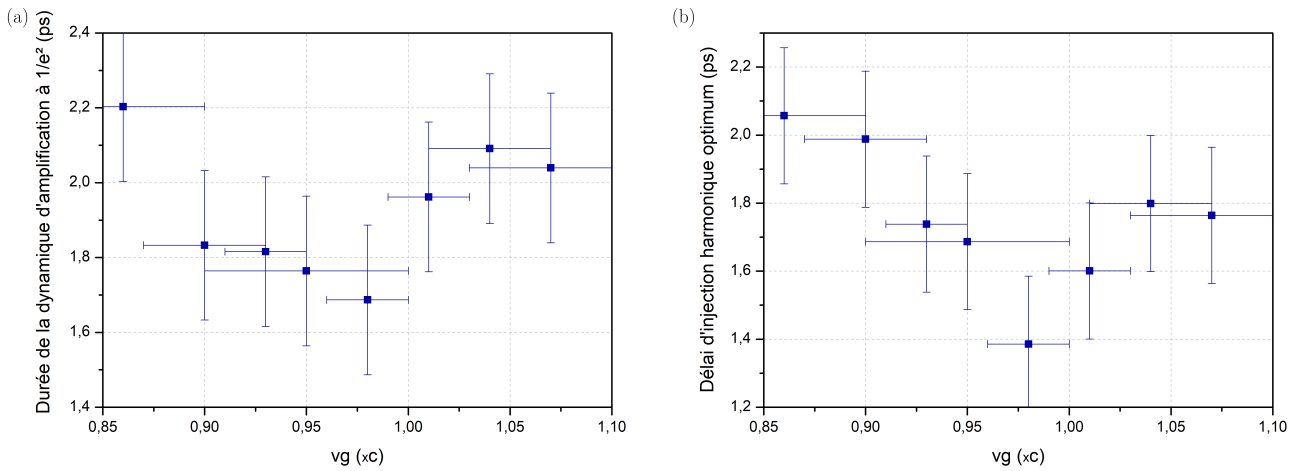 (a)
Durée de la dynamique d'amplification à 1/e² (ps)
2,4
2,2
2,0
1,8
1,6
1,4
0,85 0,90 0,95 1,00 1,05 1,10
vg (xc)
(b)
Délai d'injection harmonique optimum (ps)
2,2
2,0
1,8
1,6
1,4
1,2
0,85 0,90 0,95 1,00 1,05 1,10
vg (xc)